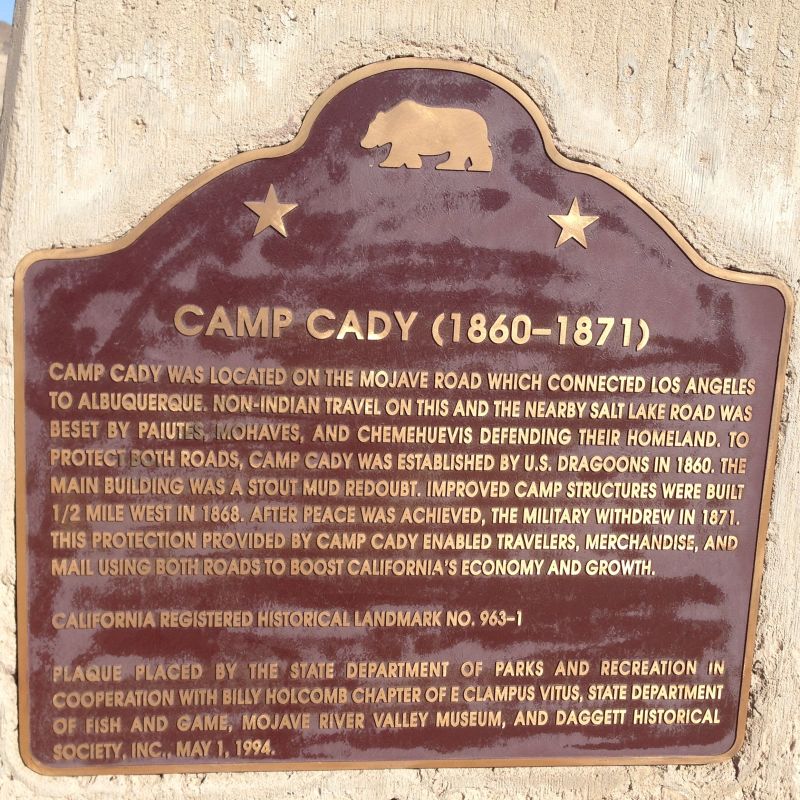 CAMP CADY (1860–1871)
CAMP CADY WAS LOCATED ON THE MOJAVE ROAD WHICH CONNECTED LOS ANGELES
TO ALBUQUERQUE. NON-INDIAN TRAVEL ON THIS AND THE NEARBY SALT LAKE ROAD WAS
BESET BY PAIUTES, MOHAVES, AND CHEMEHUEVIS DEFENDING THEIR HOMELAND. TO
PROTECT BOTH ROADS, CAMP CADY WAS ESTABLISHED BY U.S. DRAGOONS IN 1860. THE
MAIN BUILDING WAS A STOUT MUD REDOUBT. IMPROVED CAMP STRUCTURES WERE BUILT
1/2 MILE WEST IN 1868. AFTER PEACE WAS ACHIEVED, THE MILITARY WITHDREW IN 1871.
THIS PROTECTION PROVIDED BY CAMP CADY ENABLED TRAVELERS, MERCHANDISE, AND
MAIL USING BOTH ROADS TO BOOST CALIFORNIA'S ECONOMY AND GROWTH.
CALIFORNIA REGISTERED HISTORICAL LANDMARK NO. 963–1
PLAQUE PLACED BY THE STATE DEPARTMENT OF PARKS AND RECREATION IN
COOPERATION WITH BILLY HOLCOMB CHAPTER OF E CLAMPUS VITUS, STATE DEPARTMENT
OF FISH AND GAME, MOJAVE RIVER VALLEY MUSEUM, AND DAGGETT HISTORICAL
SOCIETY, INC., MAY 1, 1994.